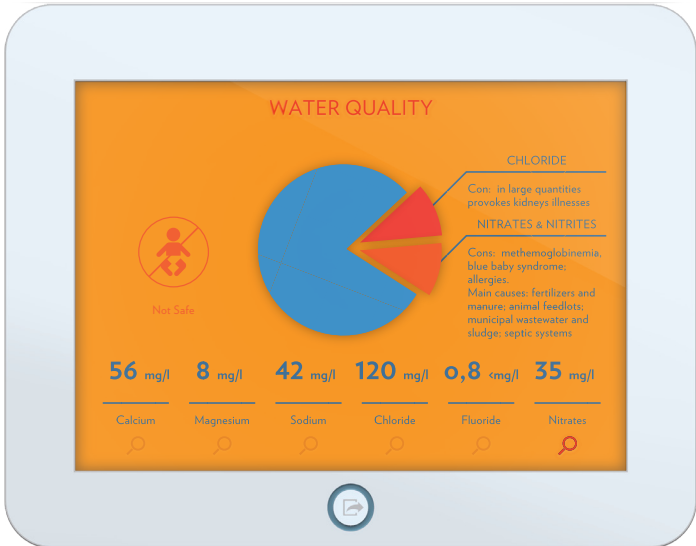 WATER QUALITY
CHLORIDE
Con: in large quantities
provokes kidneys illnesses
NITRATES & NITRITES
Cons: methemoglobinemia,
blue baby syndrome;
allergies.
Main causes: fertilizers and
manure; animal feedlots;
municipal wastewater and
sludge; septic systems
Not Safe
56 mg/l 8 mg/l 42 mg/l 120 mg/l 0,8 <mg/l 35 mg/l
Calcium Magnesium Sodium Chloride Fluoride Nitrates